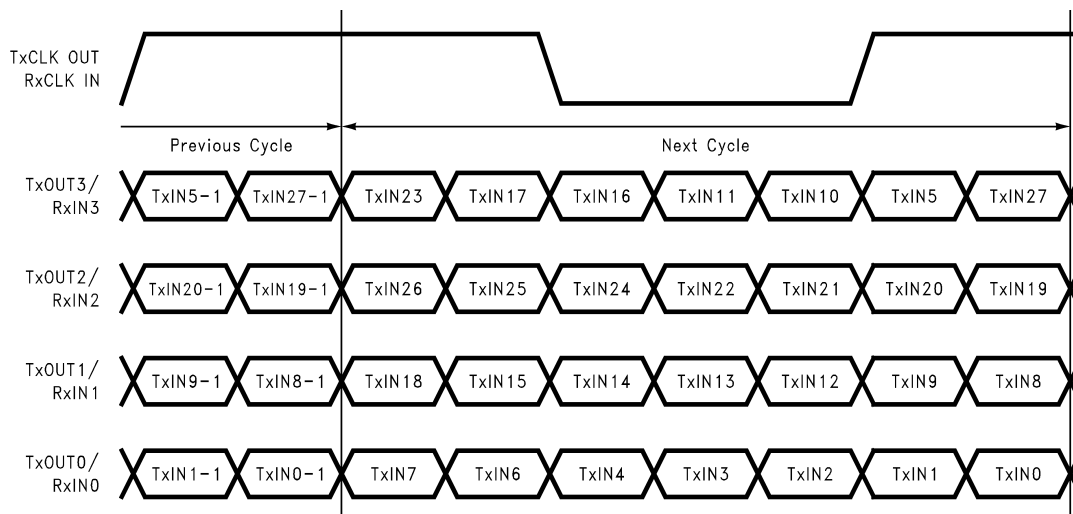 TxCLK OUT
RxCLK IN
Previous Cycle
Next Cycle
TxOUT3/
RxIN3
TxIN5-1 TxIN27-1 TxIN23 TxIN17 TxIN16 TxIN11 TxIN10 TxIN5 TxIN27
TxOUT2/
RxIN2
TxIN20-1 TxIN19-1 TxIN26 TxIN25 TxIN24 TxIN22 TxIN21 TxIN20 TxIN19
TxOUT1/
RxIN1
TxIN9-1 TxIN8-1 TxIN18 TxIN15 TxIN14 TxIN13 TxIN12 TxIN9 TxIN8
TxOUT0/
RxIN0
TxIN1-1 TxIN0-1 TxIN7 TxIN6 TxIN4 TxIN3 TxIN2 TxIN1 TxIN0